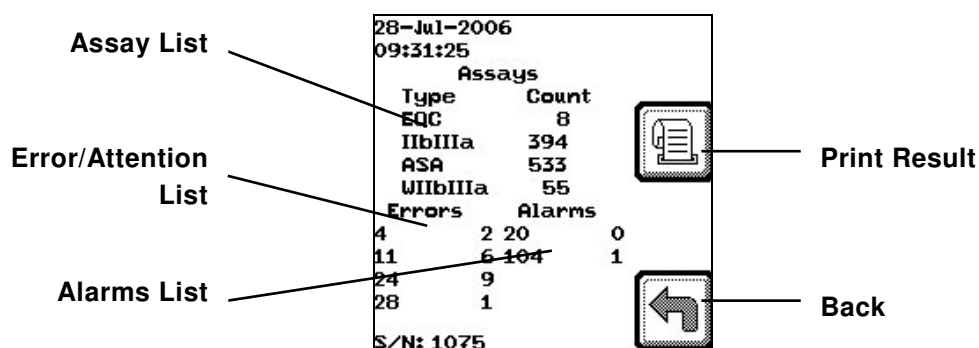 28-Jul-2006
Assay List
09:31:25
Assays
Type Count
EQC 8
IIbIIIa 394
Error/Attention List
ASA 533
Print Result
WIIbIIIa 55
Errors Alarms
4 2 20 0
11 6 104 1
24 9
Alarms List
28 1
Back
S/N: 1075